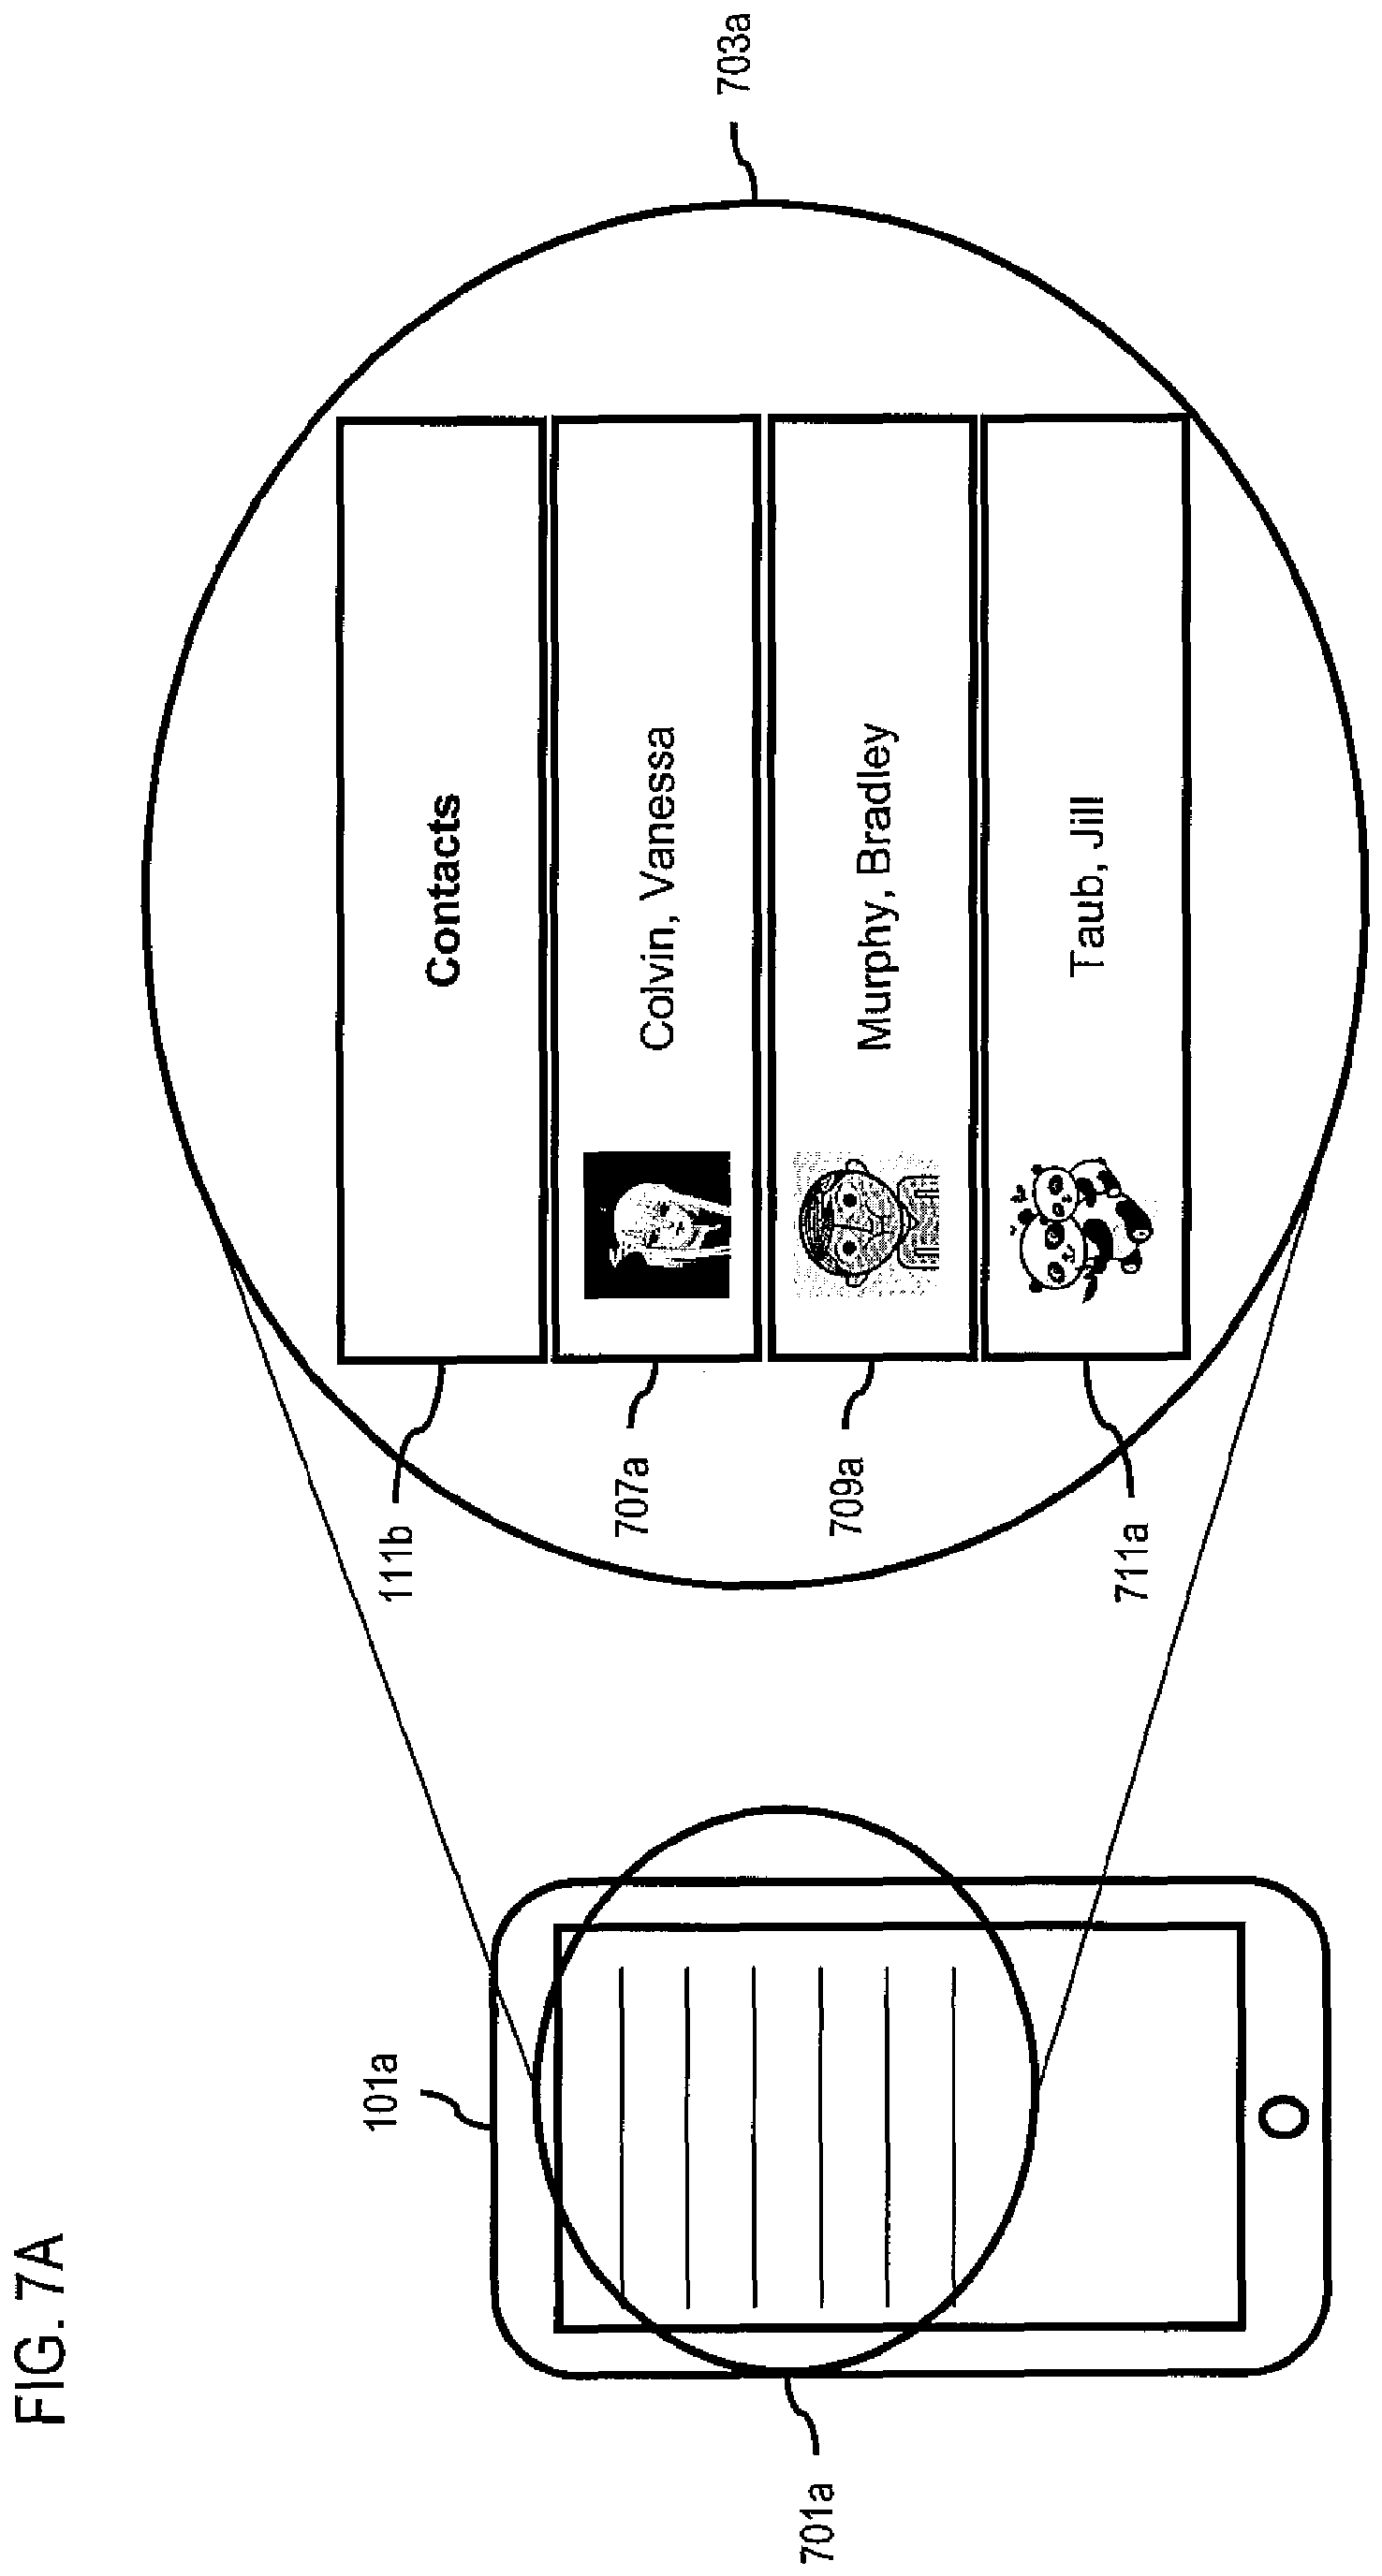 FIG. 7A
101a
701a
703a
111b
Contacts
707a
Colvin, Vanessa
709a
Murphy, Bradley
711a
Taub, Jill